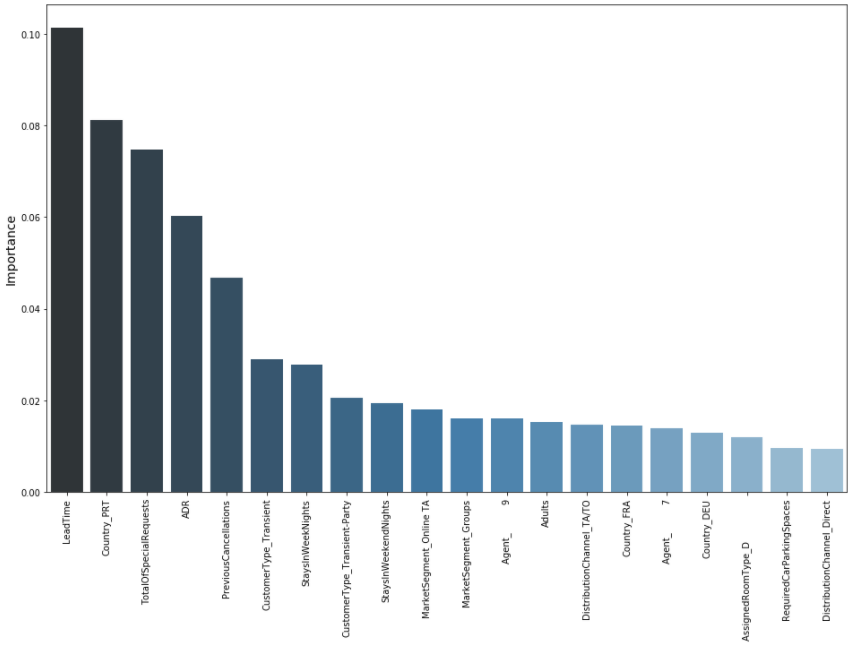 Importance
0.10
0.08
0.06
0.04
0.02
0.00
LeadTime
Country_PRT
TotalOfSpecialRequests
ADR
PreviousCancellations
CustomerType_Transient
StaysInWeekNights
CustomerType_Transient-Party
StaysInWeekendNights
MarketSegment_Online TA
MarketSegment_Groups
Agent_ 9
Adults
DistributionChannel_TA/TO
Country_FRA
Agent_ 7
Country_DEU
AssignedRoomType_D
RequiredCarParkingSpaces
DistributionChannel_Direct